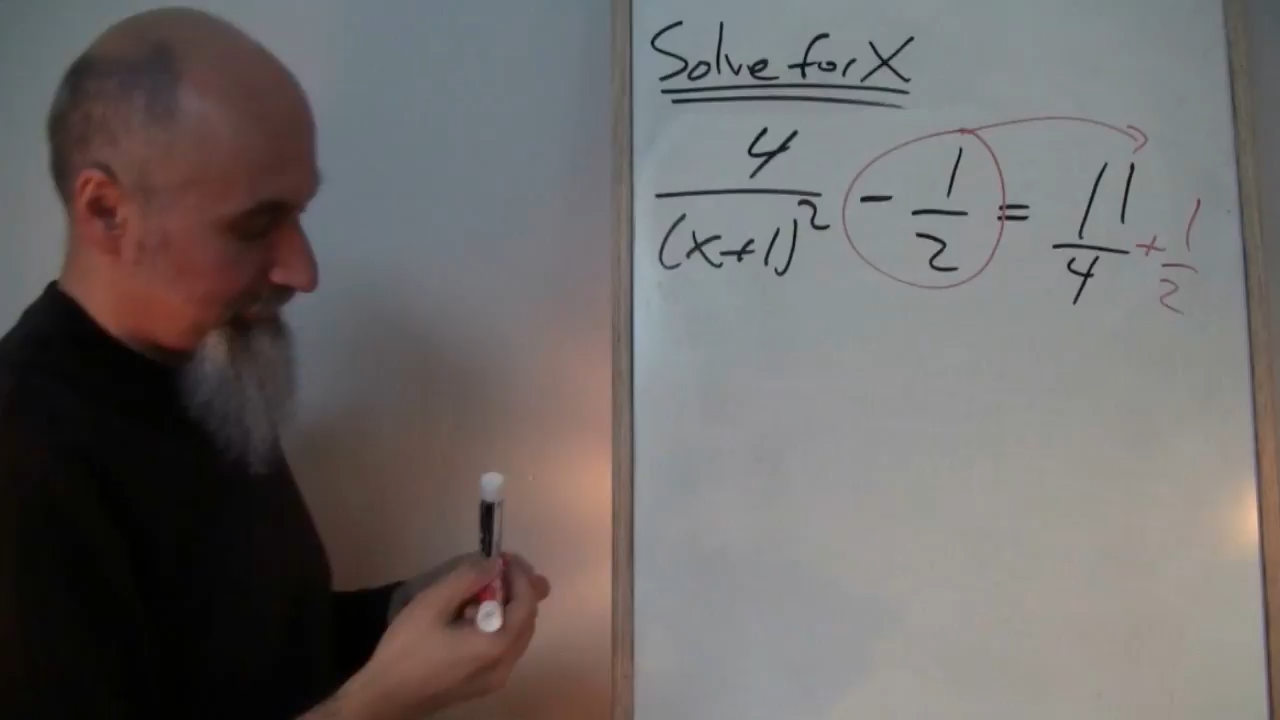 Solve for X
4/(x+1)² - 1/2 = 11/4 + 1/2